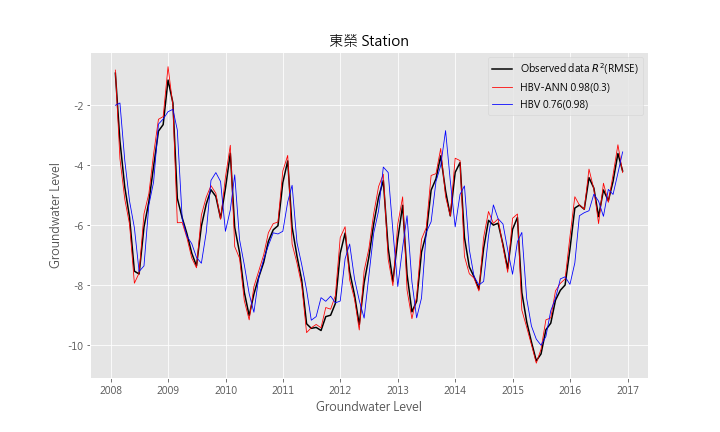 東榮 Station
Observed data R²(RMSE)
HBV-ANN 0.98(0.3)
HBV 0.76(0.98)
Groundwater Level
-2
-4
-6
-8
-10
2008 2009 2010 2011 2012 2013 2014 2015 2016 2017
Groundwater Level